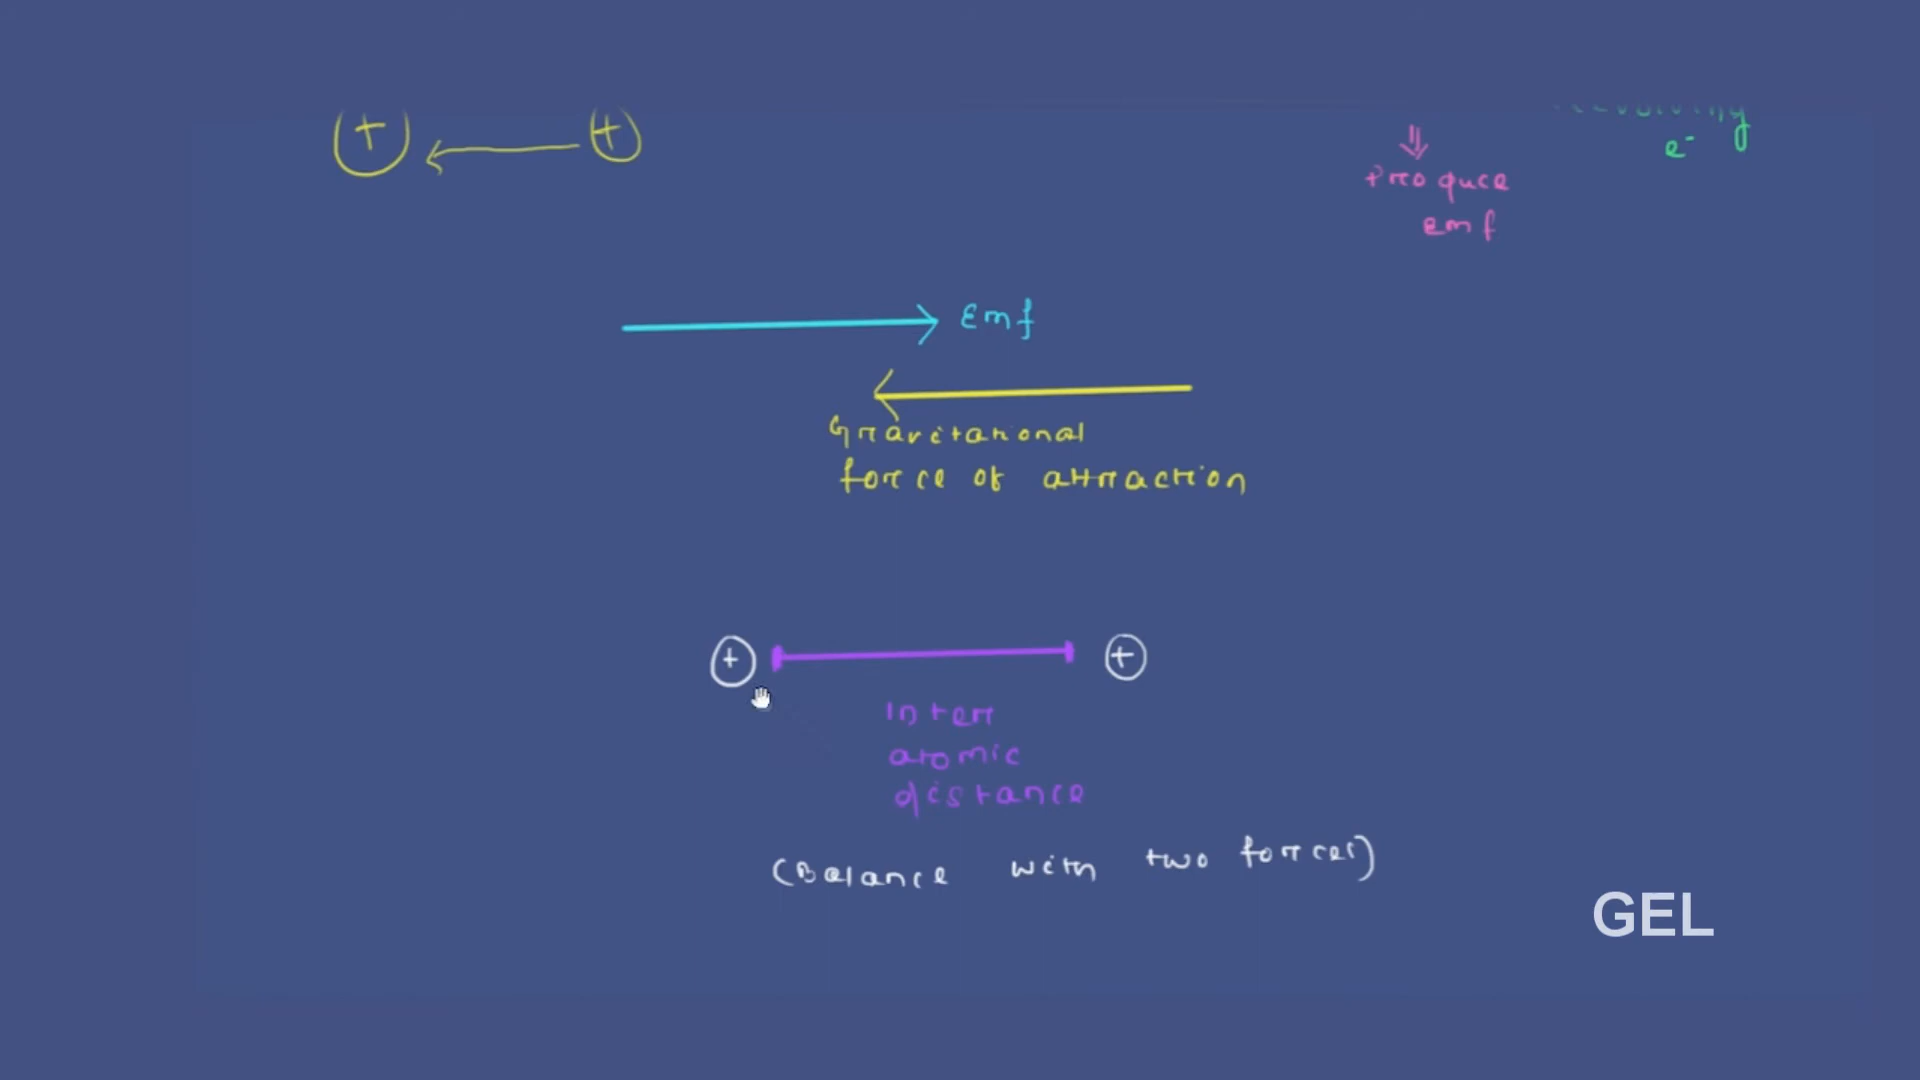 + +
e-
produce
emf
Emf
Gravitational
force of attraction
+ +
Inter
atomic
distance
(Balance with two forces)
GEL